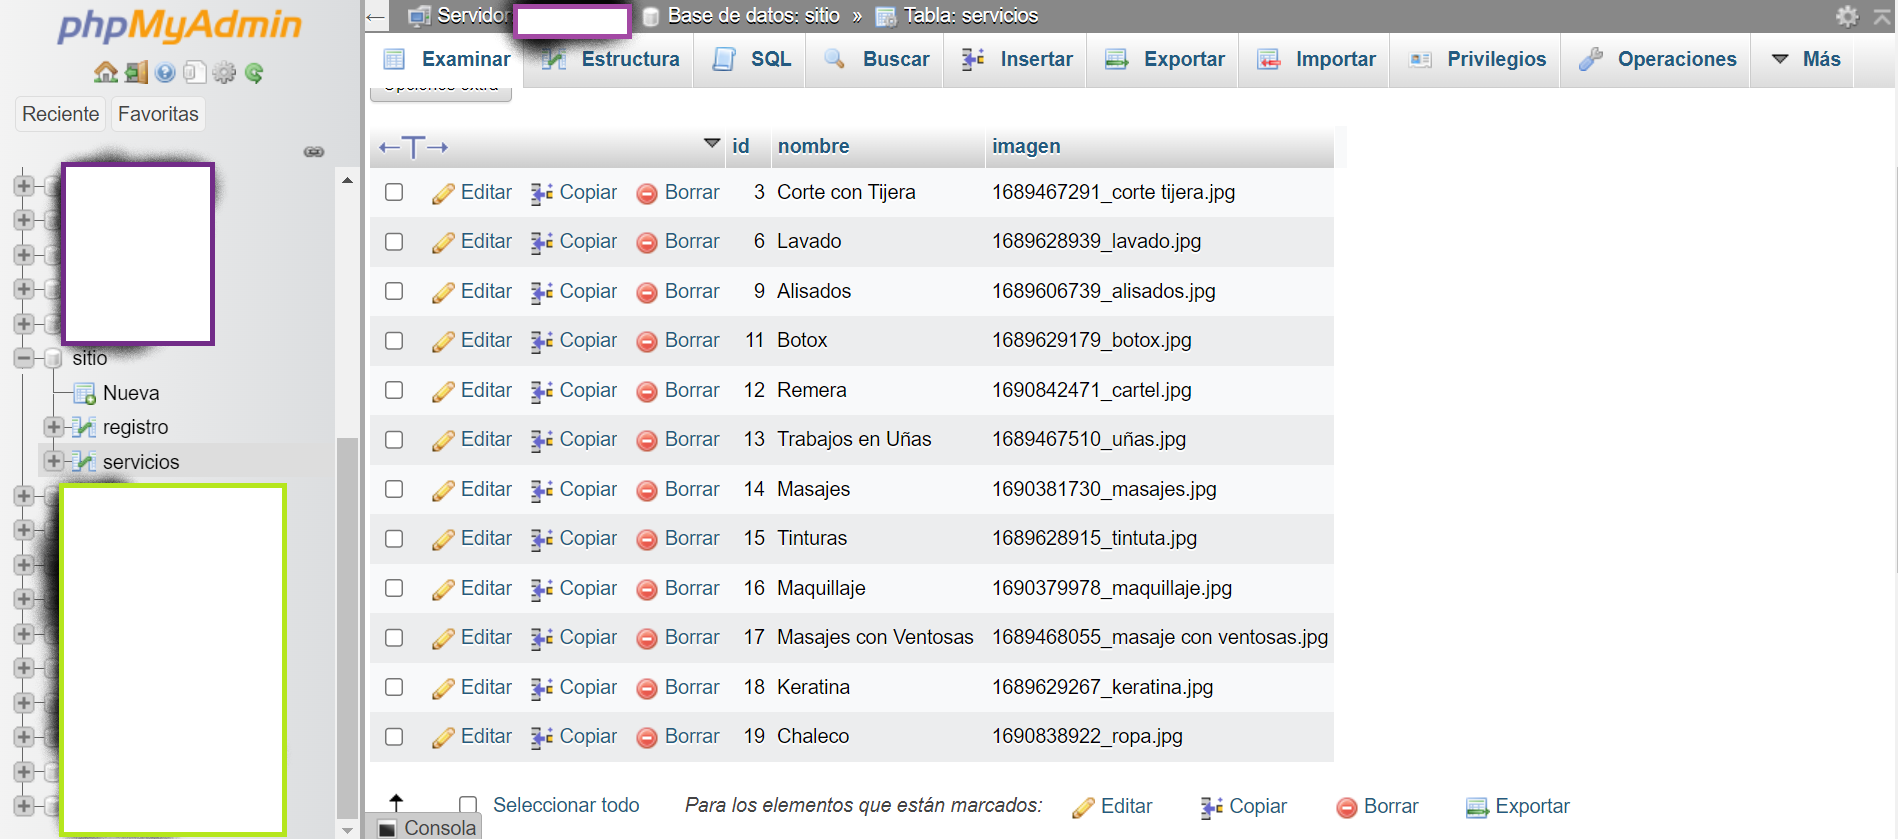 phpMyAdmin
Reciente Favoritas
sitio
Nueva
registro
servicios
Servidor Base de datos: sitio » Tabla: servicios
Examinar Estructura SQL Buscar Insertar Exportar Importar Privilegios Operaciones Más
Opciones extra
←T→ id nombre imagen
Editar Copiar Borrar 3 Corte con Tijera 1689467291_corte tijera.jpg
Editar Copiar Borrar 6 Lavado 1689628939_lavado.jpg
Editar Copiar Borrar 9 Alisados 1689606739_alisados.jpg
Editar Copiar Borrar 11 Botox 1689629179_botox.jpg
Editar Copiar Borrar 12 Remera 1690842471_cartel.jpg
Editar Copiar Borrar 13 Trabajos en Uñas 1689467510_uñas.jpg
Editar Copiar Borrar 14 Masajes 1690381730_masajes.jpg
Editar Copiar Borrar 15 Tinturas 1689628915_tintuta.jpg
Editar Copiar Borrar 16 Maquillaje 1690379978_maquillaje.jpg
Editar Copiar Borrar 17 Masajes con Ventosas 1689468055_masaje con ventosas.jpg
Editar Copiar Borrar 18 Keratina 1689629267_keratina.jpg
Editar Copiar Borrar 19 Chaleco 1690838922_ropa.jpg
Seleccionar todo Para los elementos que están marcados: Editar Copiar Borrar Exportar
Consola